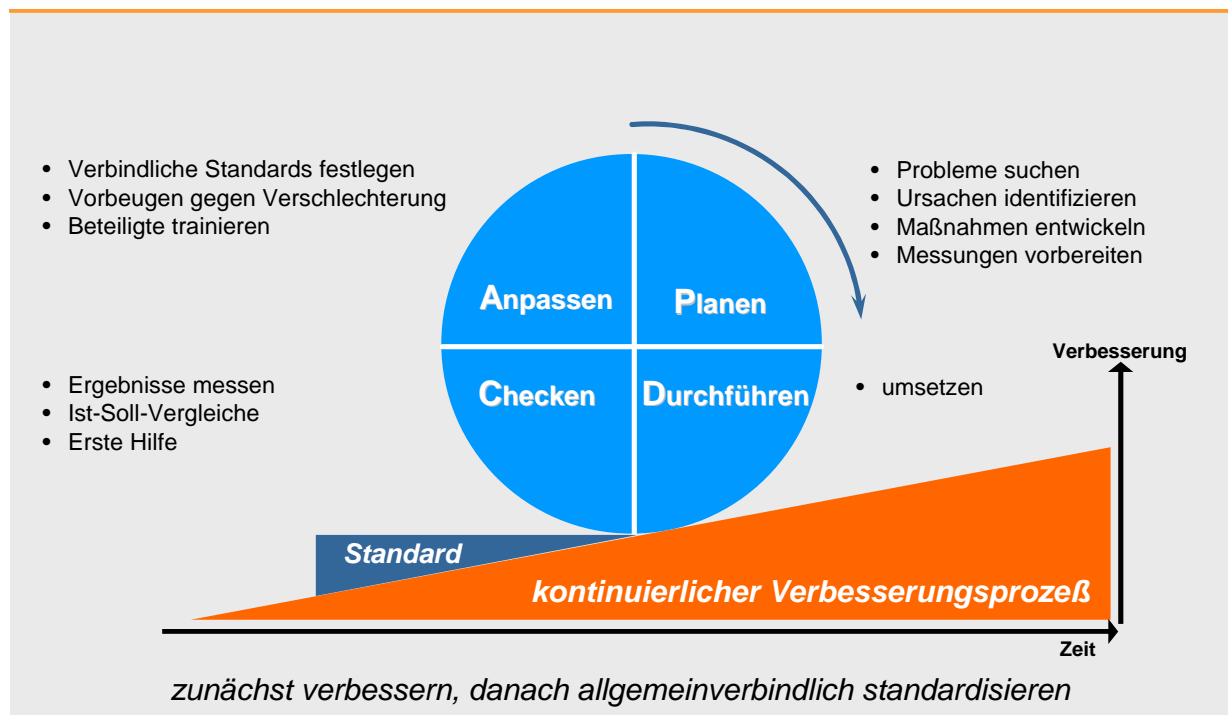 • Verbindliche Standards festlegen
• Vorbeugen gegen Verschlechterung
• Beteiligte trainieren
• Probleme suchen
• Ursachen identifizieren
• Maßnahmen entwickeln
• Messungen vorbereiten
Anpassen
Planen
Checken
Durchführen
• Ergebnisse messen
• Ist-Soll-Vergleiche
• Erste Hilfe
• umsetzen
Verbesserung
Standard
kontinuierlicher Verbesserungsprozeß
Zeit
zunächst verbessern, danach allgemeinverbindlich standardisieren